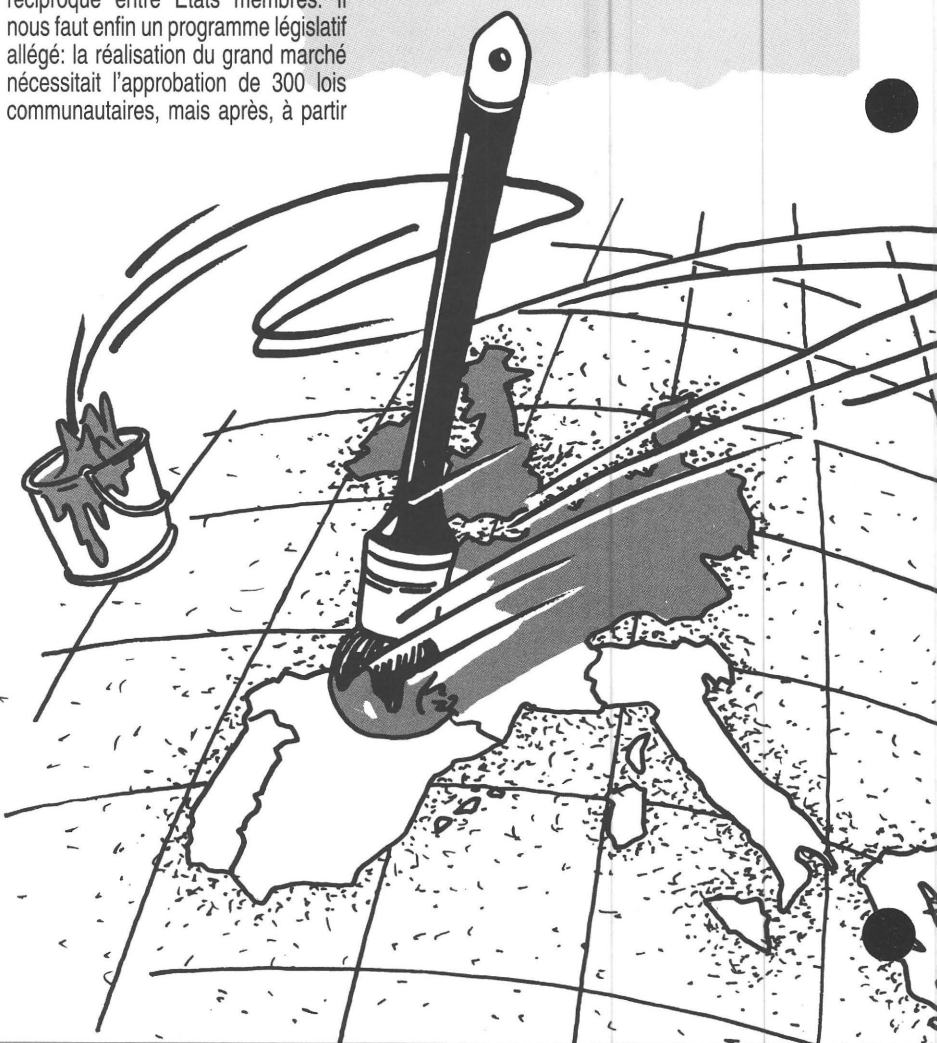 réciproque entre États membres. Il
nous faut enfin un programme législatif
allégé: la réalisation du grand marché
nécessitait l'approbation de 300 lois
communautaires, mais après, à partir